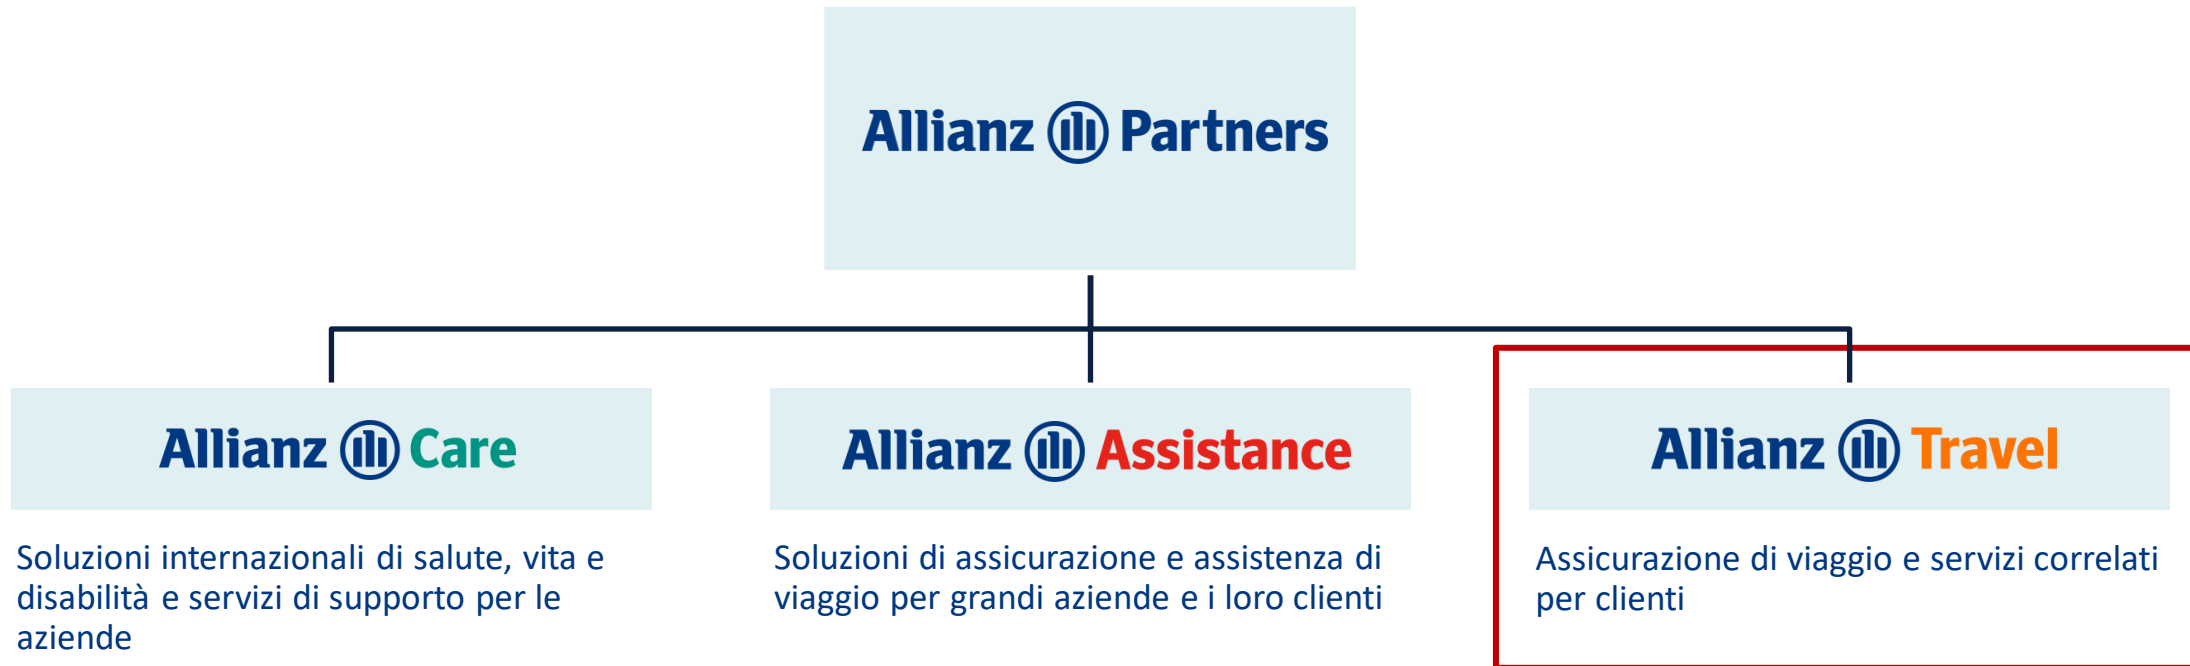 Allianz Partners
Allianz Care
Allianz Assistance
Allianz Travel
Soluzioni internazionali di salute, vita e
disabilità e servizi di supporto per le
aziende
Soluzioni di assicurazione e assistenza di
viaggio per grandi aziende e i loro clienti
Assicurazione di viaggio e servizi correlati
per clienti